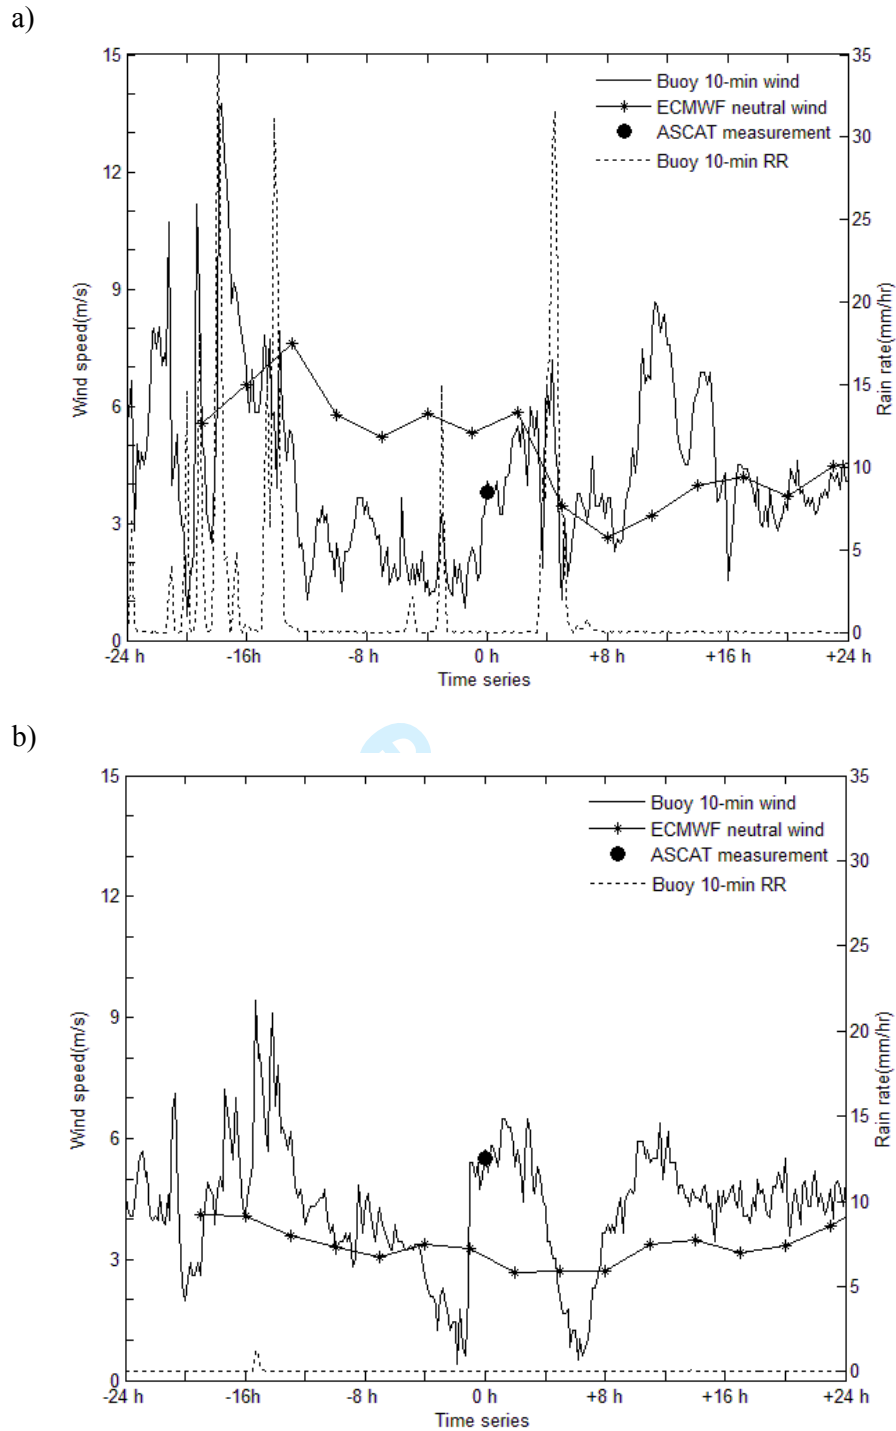 a)
15 35
Buoy 10-min wind
ECMWF neutral wind
ASCAT measurement
Buoy 10-min RR
12 30
25
9 20
Wind speed(m/s) Rain rate(mm/hr)
6 15
10
3 5
0 0
-24 h -16h -8 h 0 h +8 h +16 h +24 h
Time series
b)
15 35
Buoy 10-min wind
ECMWF neutral wind
ASCAT measurement
Buoy 10-min RR
12 30
25
9 20
Wind speed(m/s) Rain rate(mm/hr)
6 15
10
3 5
0 0
-24 h -16h -8 h 0 h +8 h +16 h +24 h
Time series